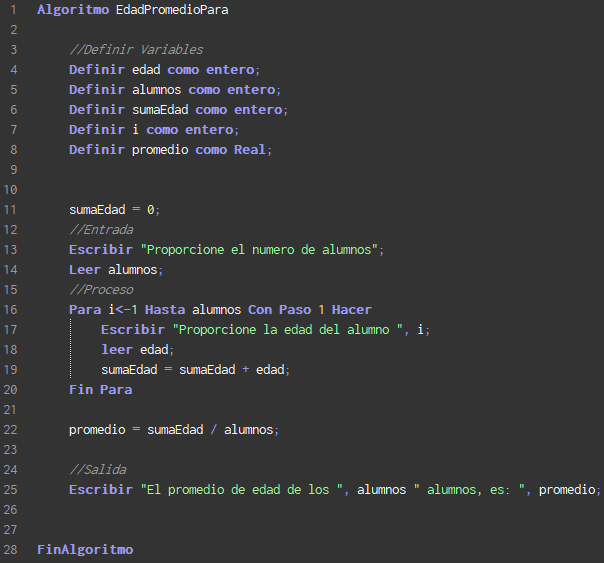 1 Algoritmo EdadPromedioPara
2
3 //Definir Variables
4 Definir edad como entero;
5 Definir alumnos como entero;
6 Definir sumaEdad como entero;
7 Definir i como entero;
8 Definir promedio como Real;
9
10
11 sumaEdad = 0;
12 //Entrada
13 Escribir "Proporcione el numero de alumnos";
14 Leer alumnos;
15 //Proceso
16 Para i<-1 Hasta alumnos Con Paso 1 Hacer
17 Escribir "Proporcione la edad del alumno ", i;
18 leer edad;
19 sumaEdad = sumaEdad + edad;
20 Fin Para
21
22 promedio = sumaEdad / alumnos;
23
24 //Salida
25 Escribir "El promedio de edad de los ", alumnos " alumnos, es: ", promedio;
26
27
28 FinAlgoritmo